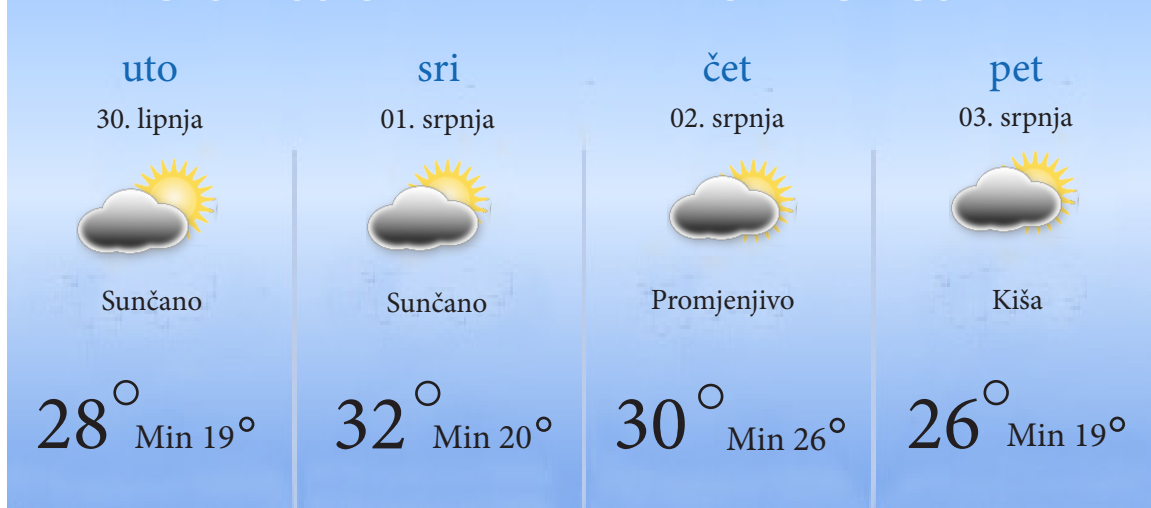 uto
30. lipnja
Sunčano
28° Min 19°
sri
01. srpnja
Sunčano
32° Min 20°
čet
02. srpnja
Promjenjivo
30° Min 26°
pet
03. srpnja
Kiša
26° Min 19°